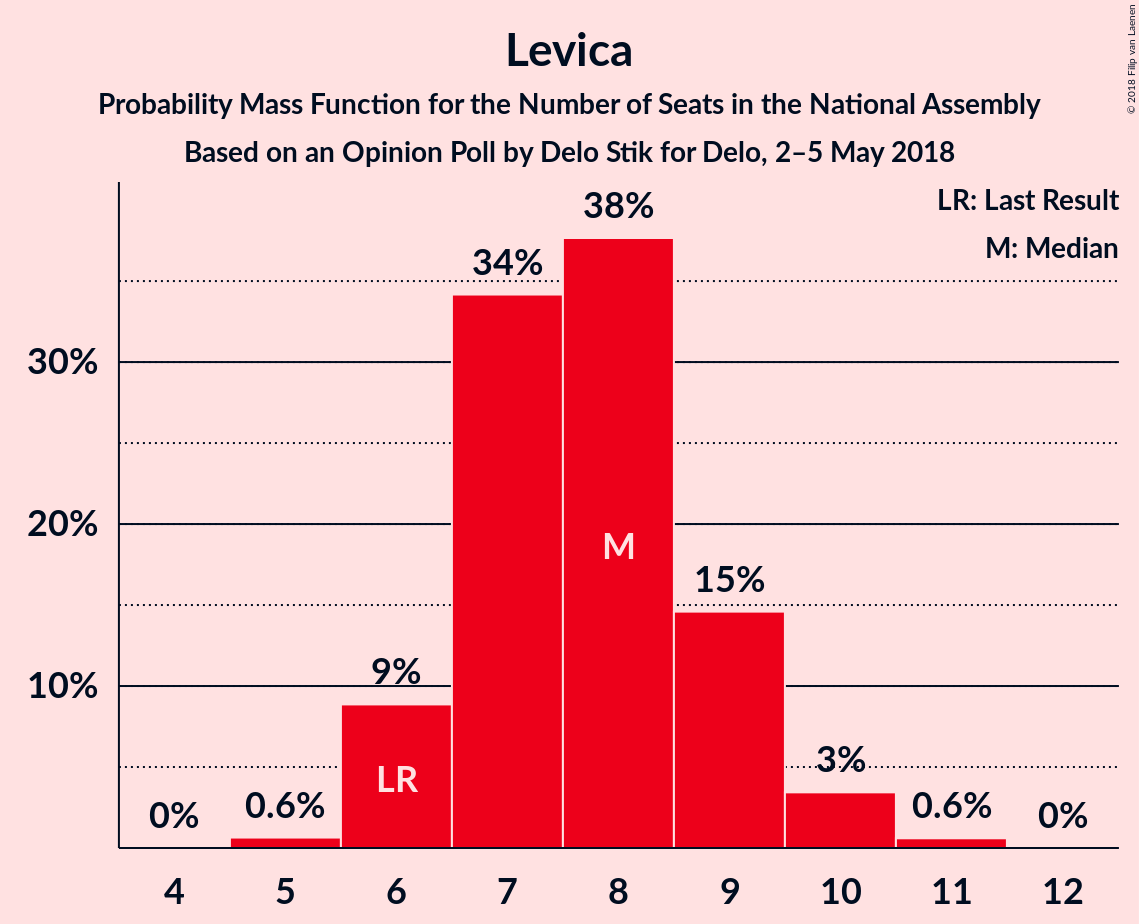 Levica
Probability Mass Function for the Number of Seats in the National Assembly
Based on an Opinion Poll by Delo Stik for Delo, 2–5 May 2018
© 2018 Filip van Laenen
LR: Last Result
M: Median
38%
34%
30%
20%
M
15%
9%
10%
LR
3%
0%
0.6%
0.6%
0%
4 5 6 7 8 9 10 11 12